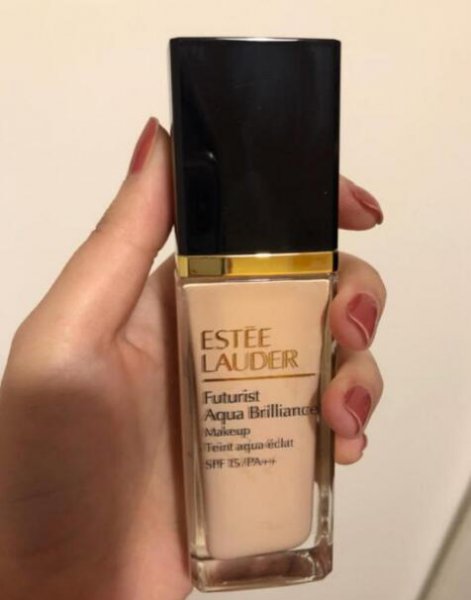 ESTĒE
LAUDER
Futurist
Aqua Brilliance
Makeup
Teint aqua-éclat
SPF 15/PA++